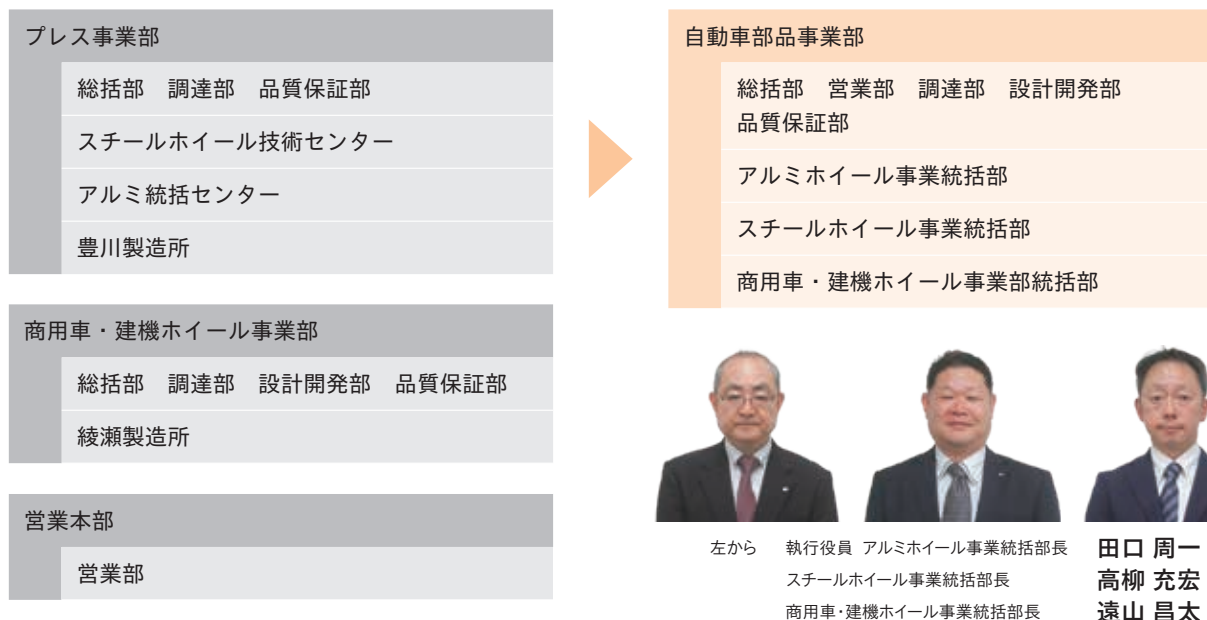 プレス事業部
総括部　調達部　品質保証部
スチールホイール技術センター
アルミ統括センター
豊川製造所
商用車・建機ホイール事業部
総括部　調達部　設計開発部　品質保証部
綾瀬製造所
営業本部
営業部
自動車部品事業部
総括部　営業部　調達部　設計開発部
品質保証部
アルミホイール事業統括部
スチールホイール事業統括部
商用車・建機ホイール事業部統括部
左から　執行役員 アルミホイール事業統括部長　田口 周一
スチールホイール事業統括部長　高柳 充宏
商用車・建機ホイール事業統括部長　遠山 昌太